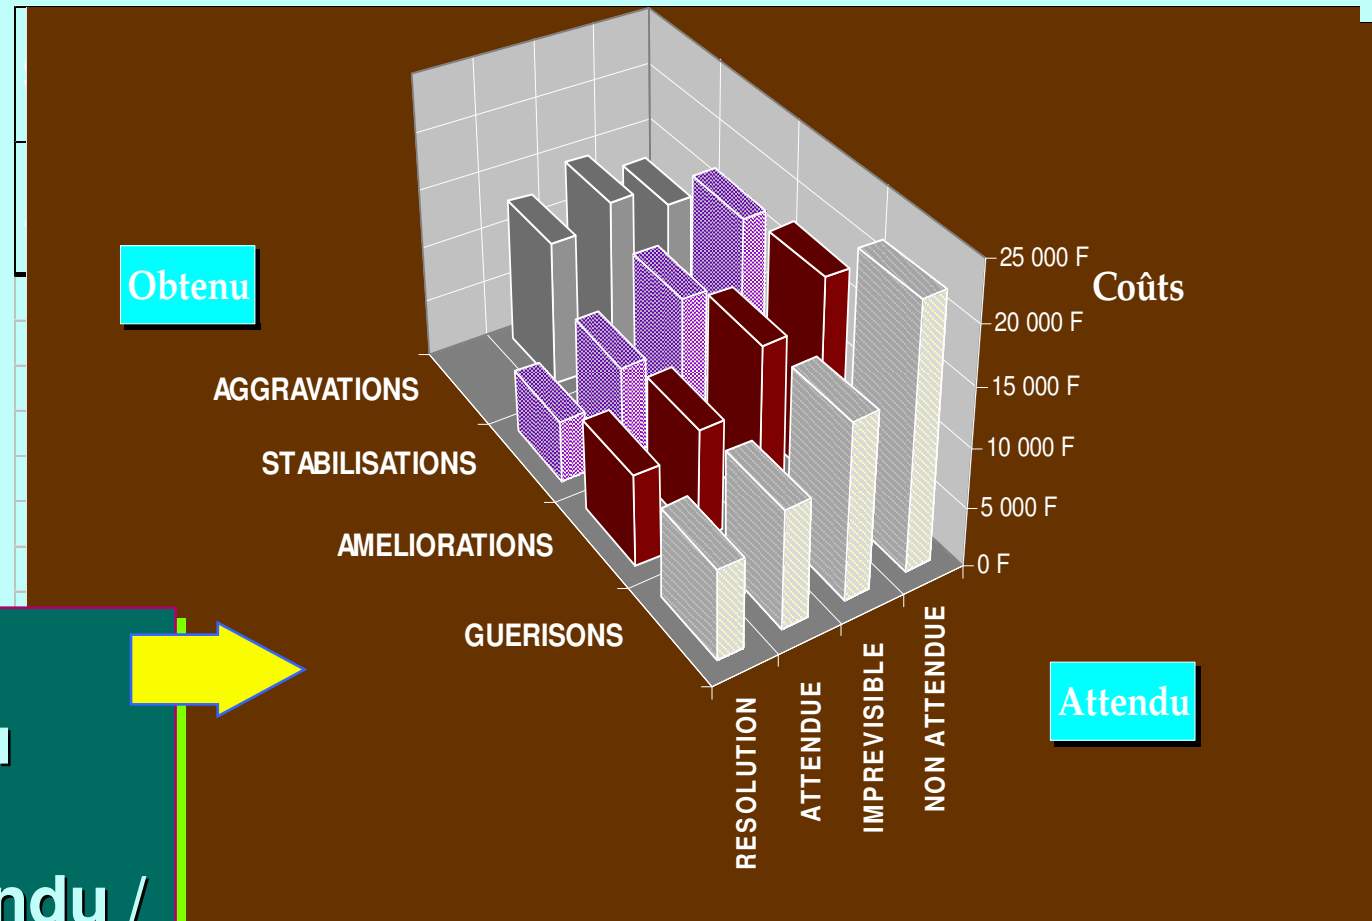 Obtenu
Coûts
25 000 F
20 000 F
15 000 F
10 000 F
5 000 F
0 F
AGGRAVATIONS
STABILISATIONS
AMELIORATIONS
GUERISONS
RESOLUTION
ATTENDUE
IMPREVISIBLE
NON ATTENDUE
Attendu
ndu /